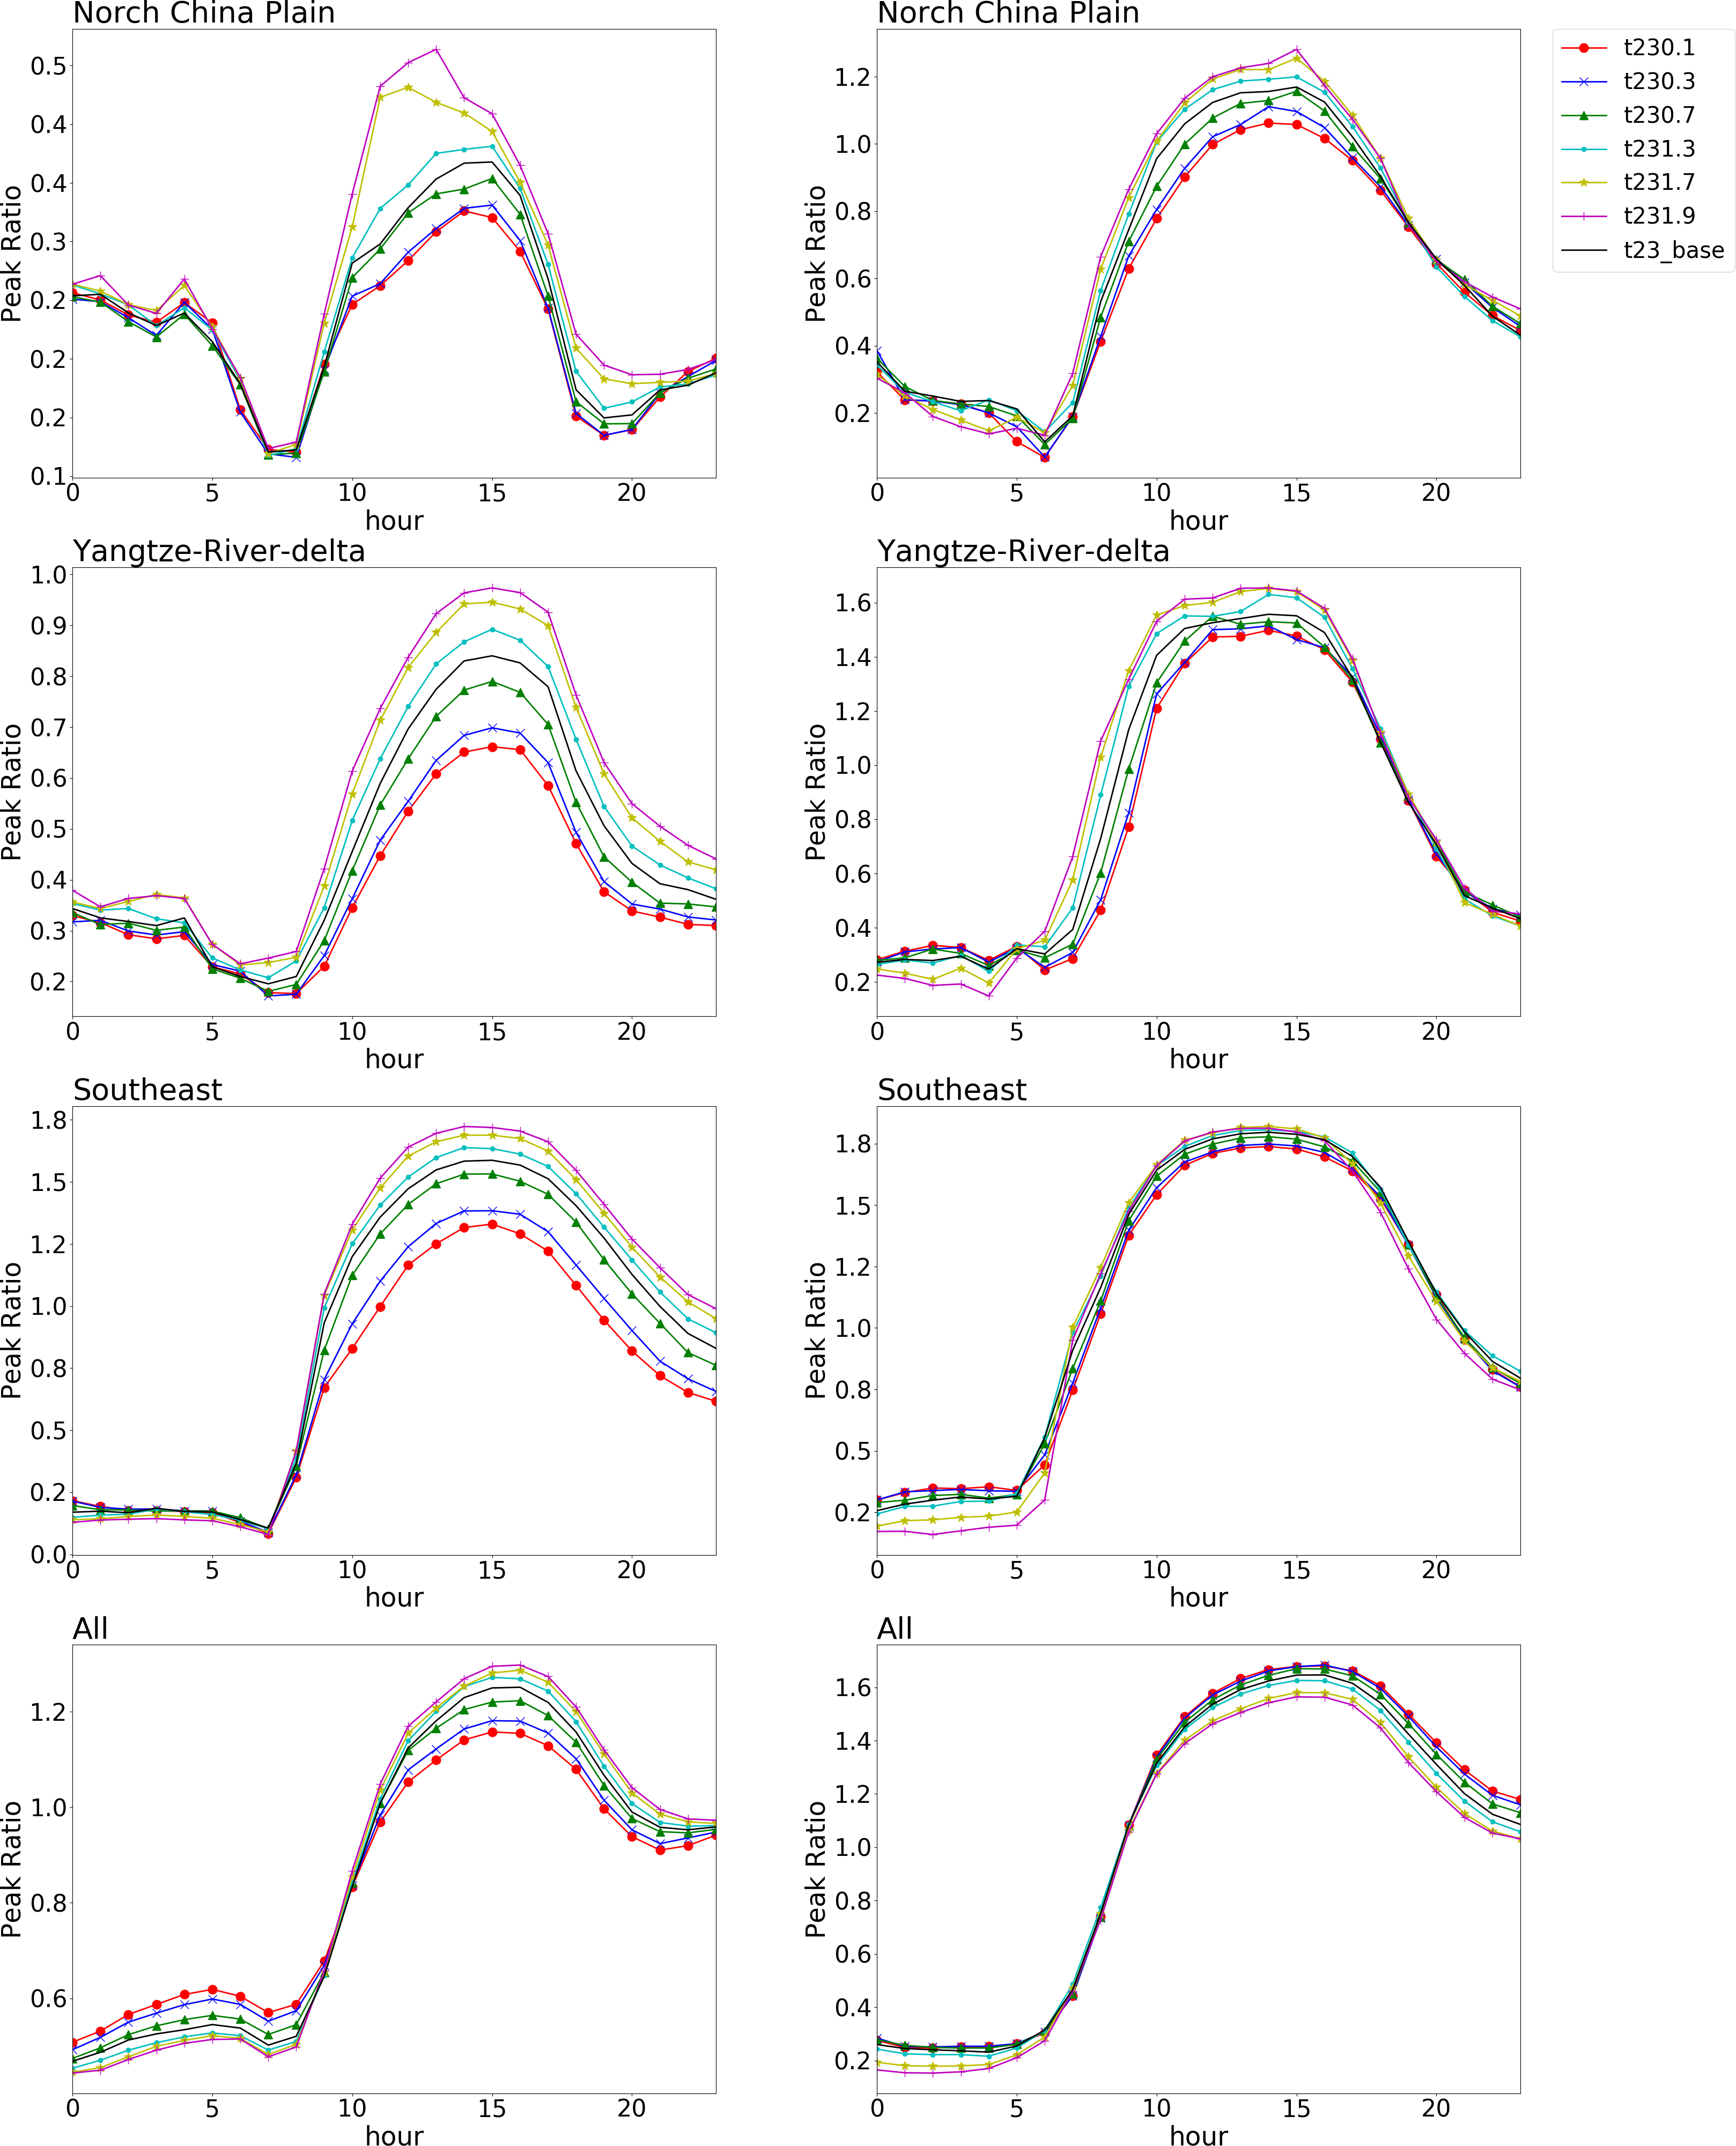 Norch China Plain
Peak Ratio
0.5
0.4
0.4
0.3
0.2
0.2
0.2
0.1
0 5 10 15 20
hour
Norch China Plain
Peak Ratio
1.2
1.0
0.8
0.6
0.4
0.2
0 5 10 15 20
hour
t230.1
t230.3
t230.7
t231.3
t231.7
t231.9
t23_base
Yangtze-River-delta
Peak Ratio
1.0
0.9
0.8
0.7
0.6
0.5
0.4
0.3
0.2
0 5 10 15 20
hour
Yangtze-River-delta
Peak Ratio
1.6
1.4
1.2
1.0
0.8
0.6
0.4
0.2
0 5 10 15 20
hour
Southeast
Peak Ratio
1.8
1.5
1.2
1.0
0.8
0.5
0.2
0.0
0 5 10 15 20
hour
Southeast
Peak Ratio
1.8
1.5
1.2
1.0
0.8
0.5
0.2
0 5 10 15 20
hour
All
Peak Ratio
1.2
1.0
0.8
0.6
0 5 10 15 20
hour
All
Peak Ratio
1.6
1.4
1.2
1.0
0.8
0.6
0.4
0.2
0 5 10 15 20
hour